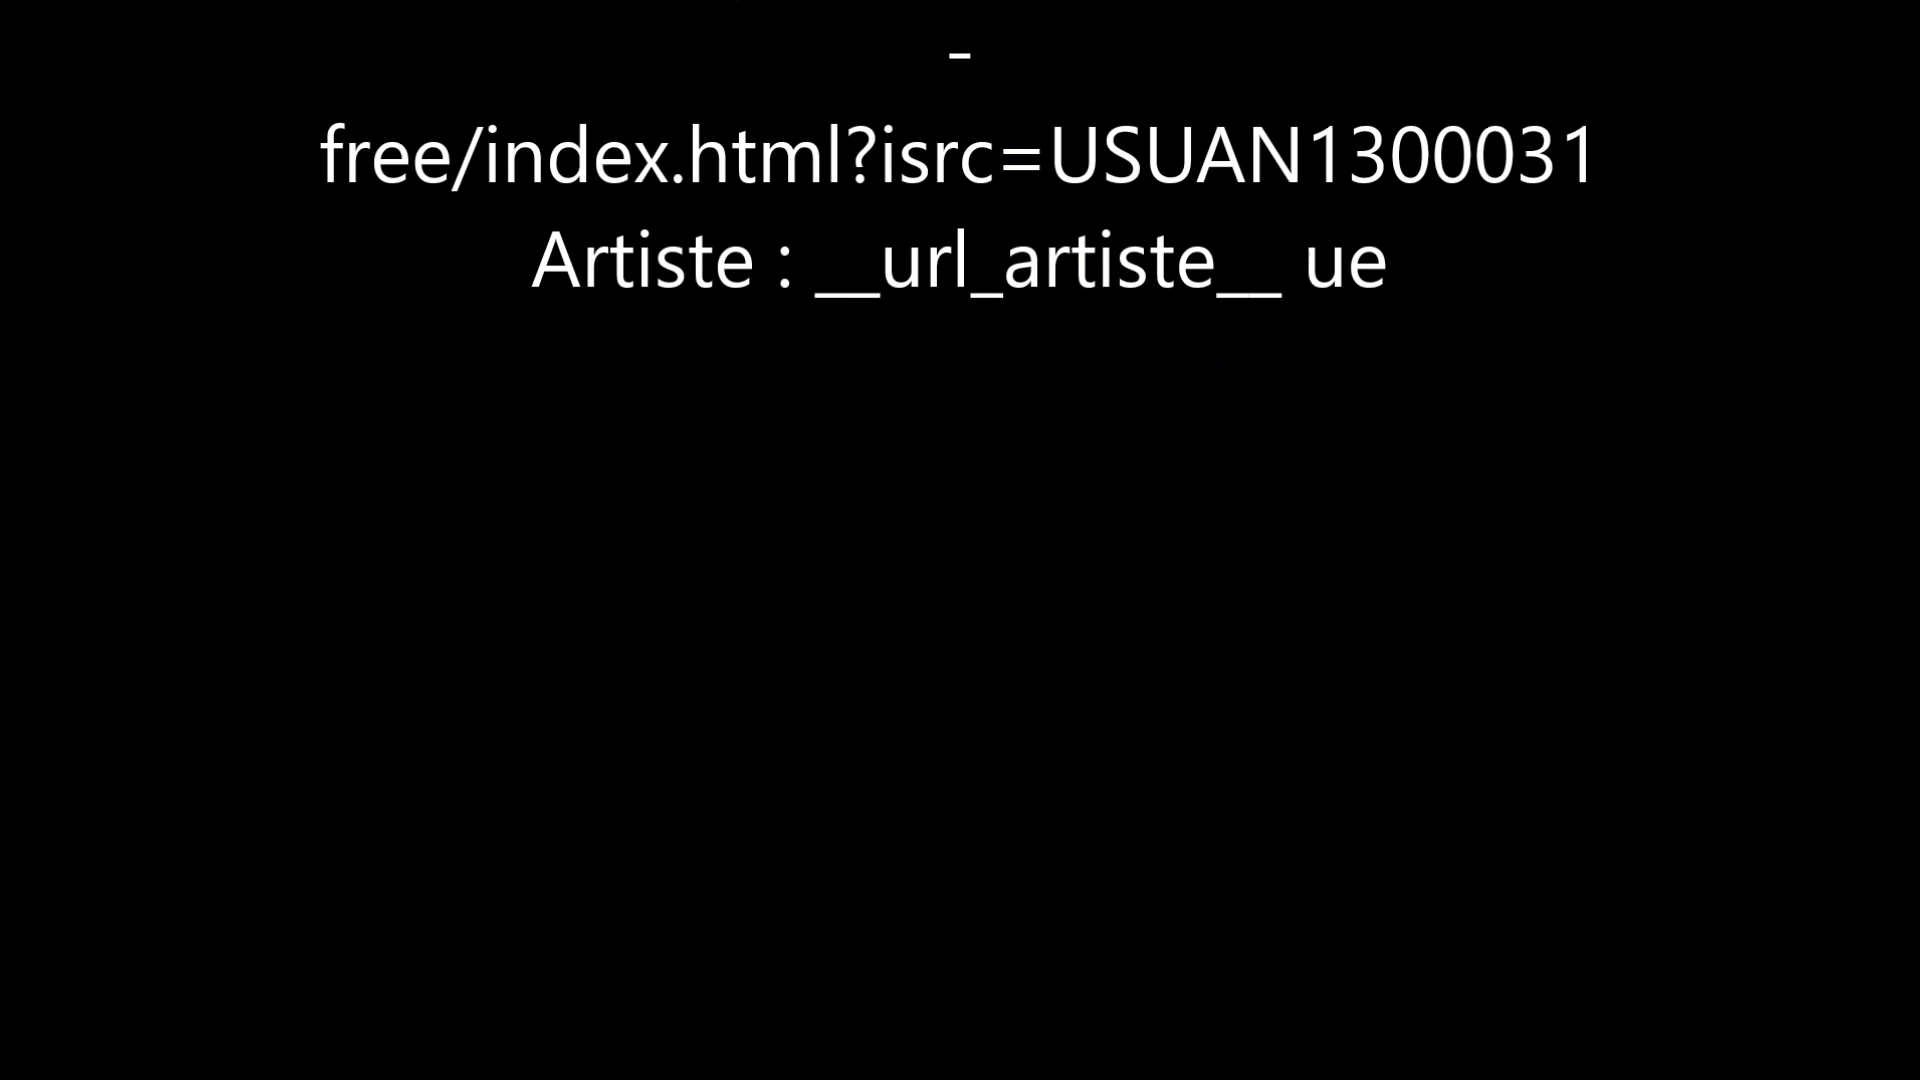 -
free/index.html?isrc=USUAN1300031
Artiste : __url_artiste__ ue